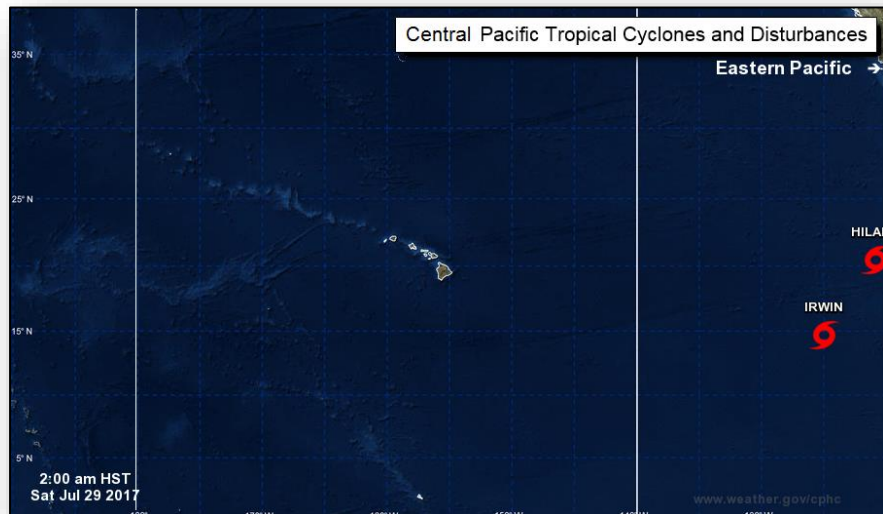 Central Pacific Tropical Cyclones and Disturbances
35° N
Eastern Pacific →
25° N
HILA
IRWIN
15° N
5° N
2:00 am HST
Sat Jul 29 2017
www.weather.gov/cphc